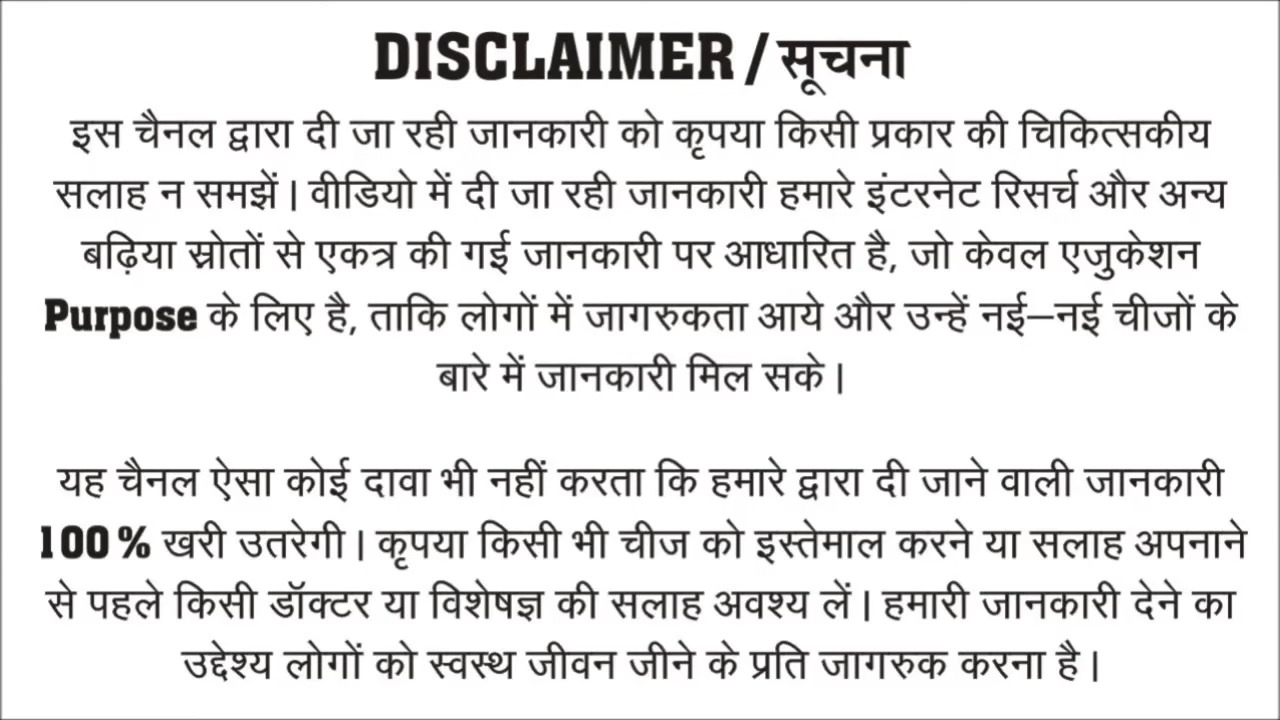 DISCLAIMER / सूचना
इस चैनल द्वारा दी जा रही जानकारी को कृपया किसी प्रकार की चिकित्सकीय
सलाह न समझें। वीडियो में दी जा रही जानकारी हमारे इंटरनेट रिसर्च और अन्य
बढ़िया स्रोतों से एकत्र की गई जानकारी पर आधारित है, जो केवल एजुकेशन
Purpose के लिए है, ताकि लोगों में जागरुकता आये और उन्हें नई–नई चीजों के
बारे में जानकारी मिल सके।
यह चैनल ऐसा कोई दावा भी नहीं करता कि हमारे द्वारा दी जाने वाली जानकारी
100 % खरी उतरेगी। कृपया किसी भी चीज को इस्तेमाल करने या सलाह अपनाने
से पहले किसी डॉक्टर या विशेषज्ञ की सलाह अवश्य लें। हमारी जानकारी देने का
उद्देश्य लोगों को स्वस्थ जीवन जीने के प्रति जागरुक करना है।